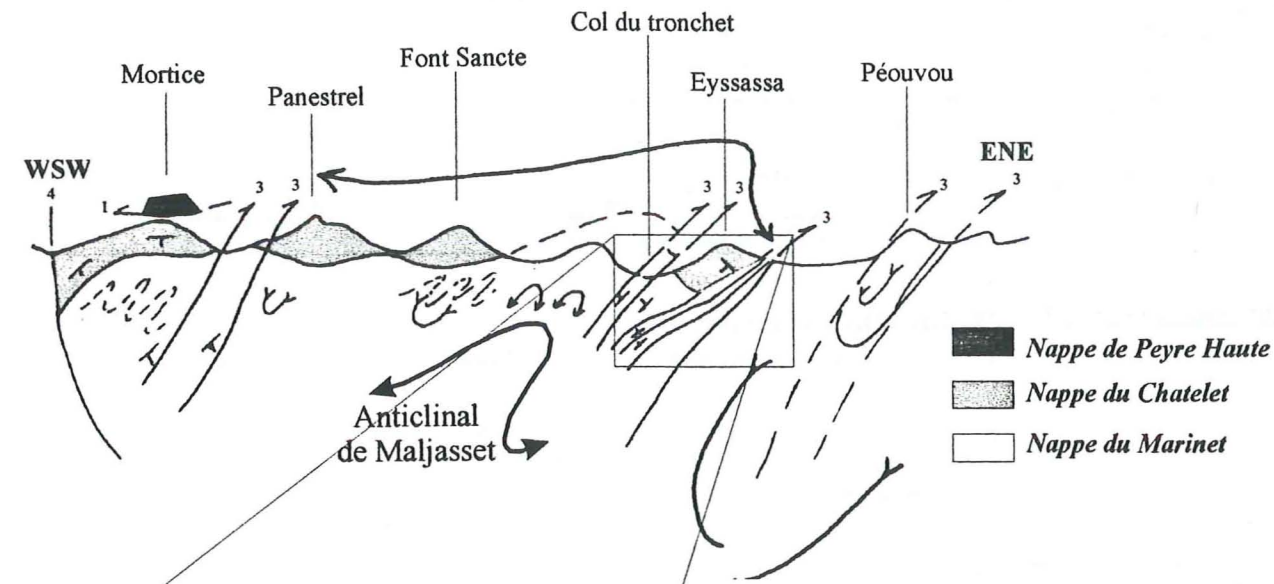 Col du tronchet
Font Sancte
Mortice
Eyssassa
Péouvou
Panestrel
WSW
ENE
4
1
3
3
3
3
3
3
3
Nappe de Peyre Haute
Nappe du Chatelet
Nappe du Marinet
Anticlinal
de Maljasset